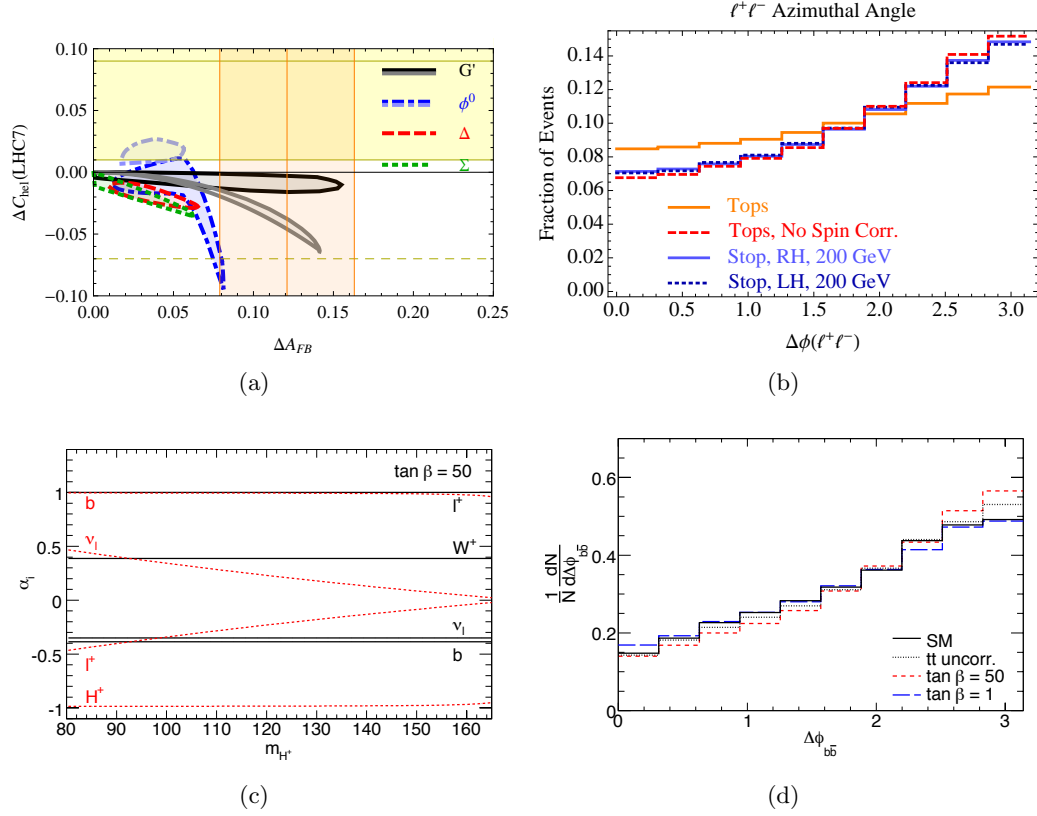 0.10
0.05
0.00
-0.05
-0.10
ΔC_hel(LHC7)
G'
ϕ^0
Δ
Σ
0.00 0.05 0.10 0.15 0.20 0.25
ΔA_FB
(a)
ℓ+ℓ− Azimuthal Angle
0.14
0.12
0.10
0.08
0.06
0.04
0.02
0.00
Fraction of Events
Tops
Tops, No Spin Corr.
Stop, RH, 200 GeV
Stop, LH, 200 GeV
0.0 0.5 1.0 1.5 2.0 2.5 3.0
Δϕ(ℓ+ℓ−)
(b)
tan β = 50
1
0.5
0
-0.5
-1
α_i
b
l+
ν_l
W+
ν_l
b
l+
H+
80 90 100 110 120 130 140 150 160
m_H+
(c)
0.6
0.4
0.2
0.0
1/N dN/dΔϕ_bb̄
SM
tt uncorr.
tan β = 50
tan β = 1
0 1 2 3
Δϕ_bb̄
(d)